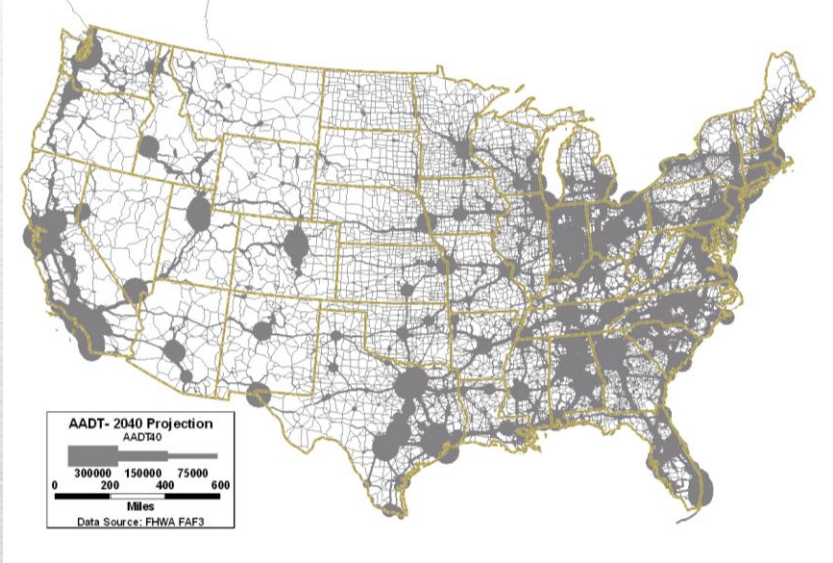 AADT- 2040 Projection
AADT40
300000 150000 75000
0 200 400 600
Miles
Data Source: FHWA FAF3